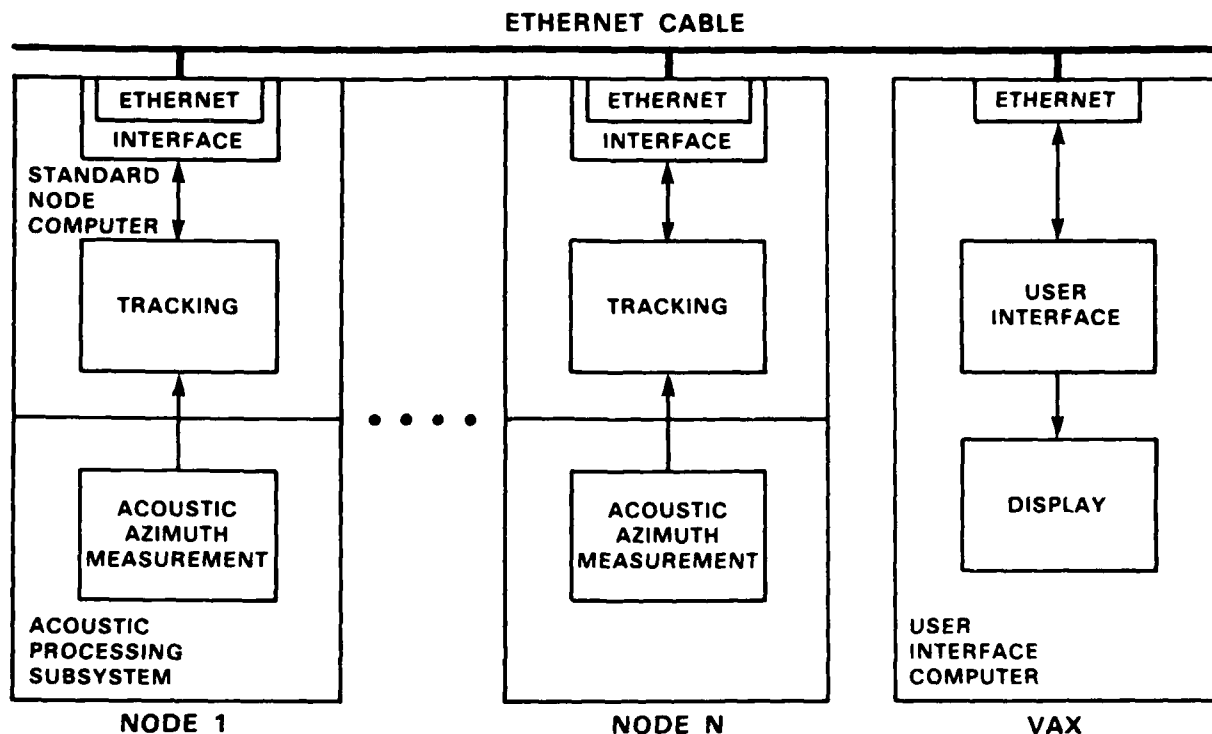 ETHERNET CABLE
ETHERNET
INTERFACE
STANDARD
NODE
COMPUTER
TRACKING
ACOUSTIC
AZIMUTH
MEASUREMENT
ACOUSTIC
PROCESSING
SUBSYSTEM
NODE 1
ETHERNET
INTERFACE
TRACKING
ACOUSTIC
AZIMUTH
MEASUREMENT
NODE N
ETHERNET
USER
INTERFACE
DISPLAY
USER
INTERFACE
COMPUTER
VAX